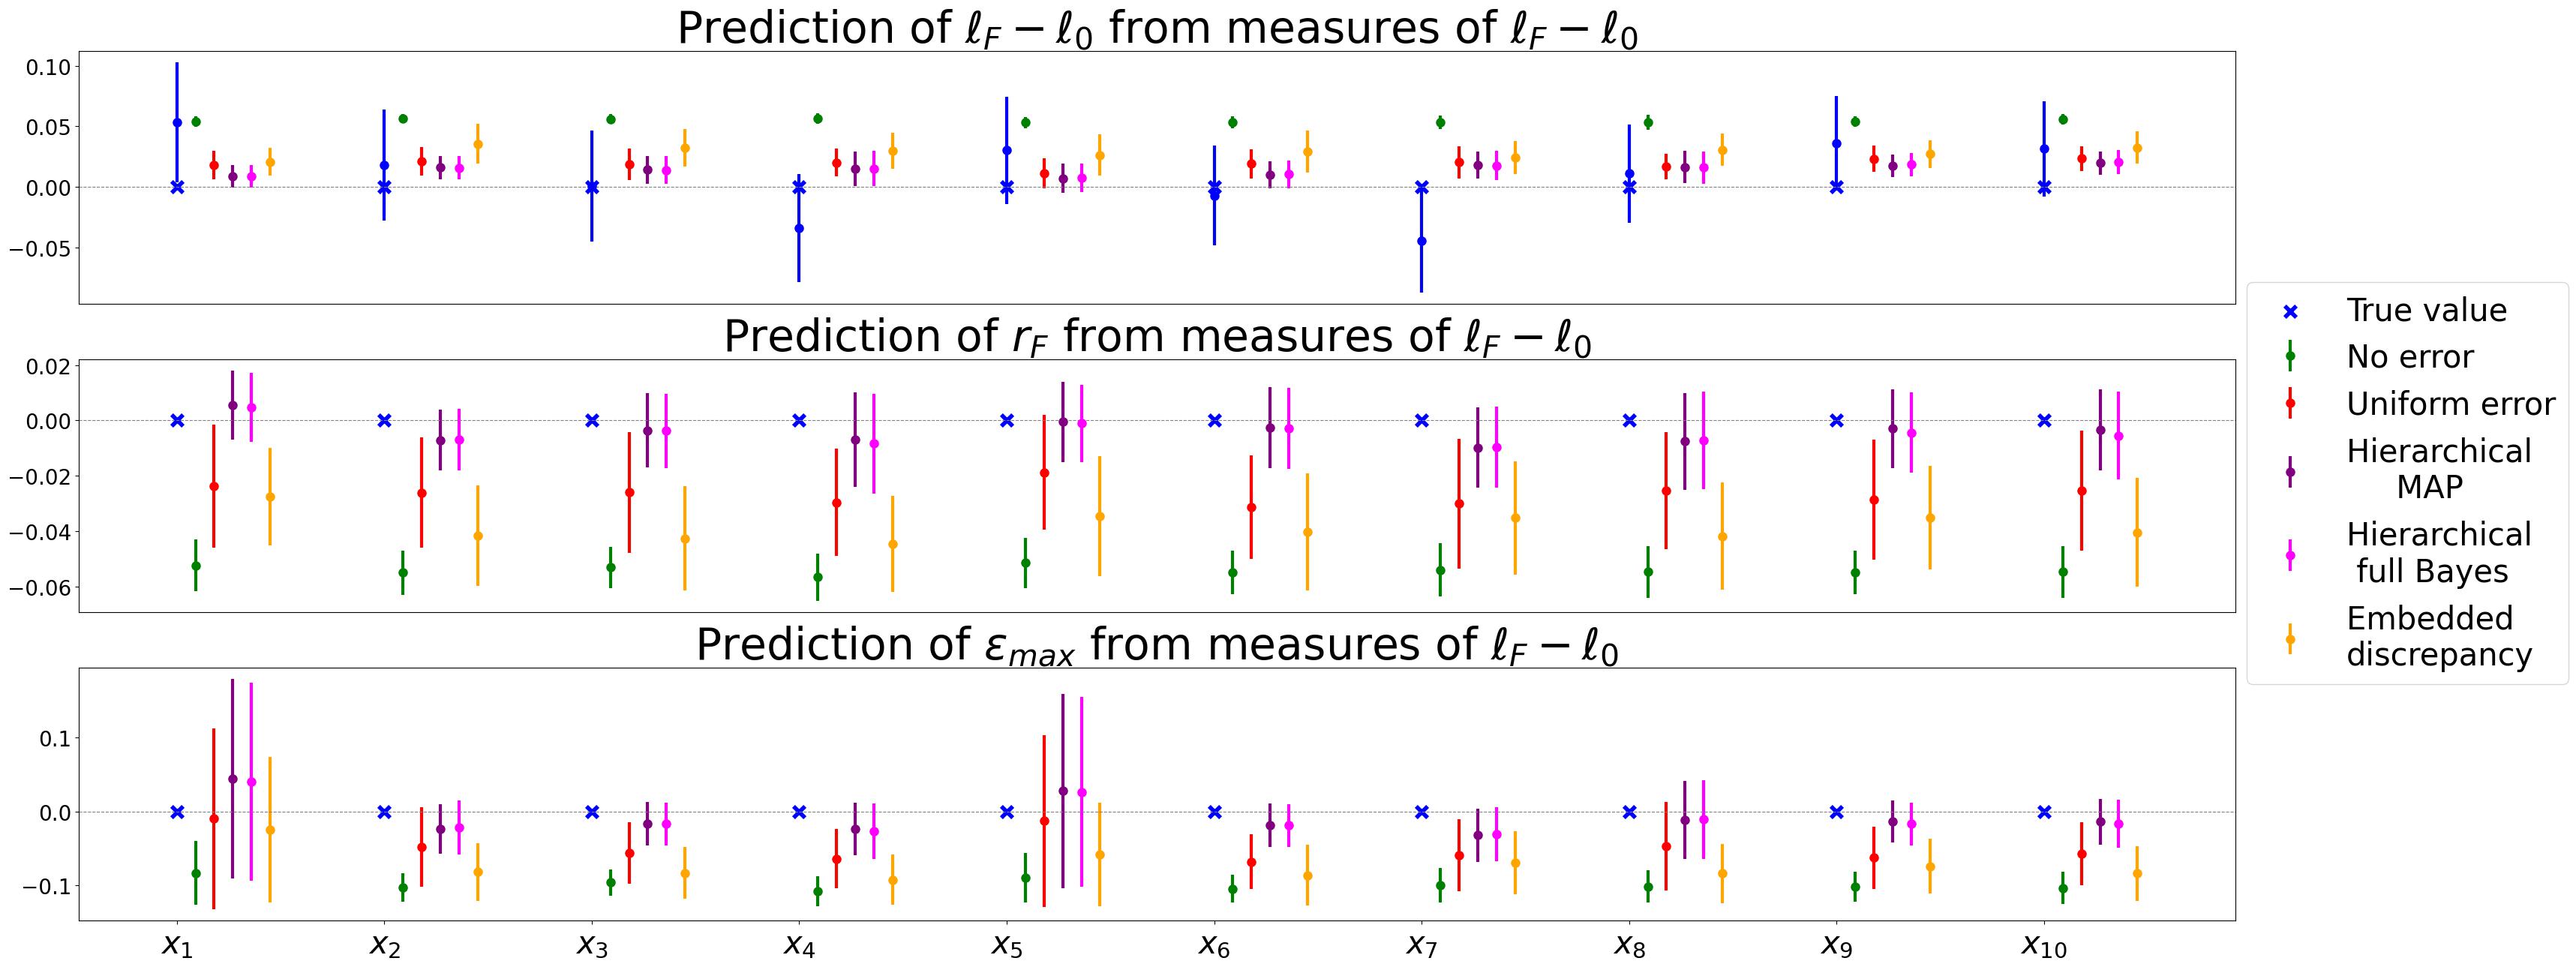 Prediction of ℓ_F − ℓ_0 from measures of ℓ_F − ℓ_0
0.10
0.05
0.00
−0.05
Prediction of r_F from measures of ℓ_F − ℓ_0
0.02
0.00
−0.02
−0.04
−0.06
Prediction of ε_max from measures of ℓ_F − ℓ_0
0.1
0.0
−0.1
x_1 x_2 x_3 x_4 x_5 x_6 x_7 x_8 x_9 x_10
True value
No error
Uniform error
Hierarchical
MAP
Hierarchical
full Bayes
Embedded
discrepancy